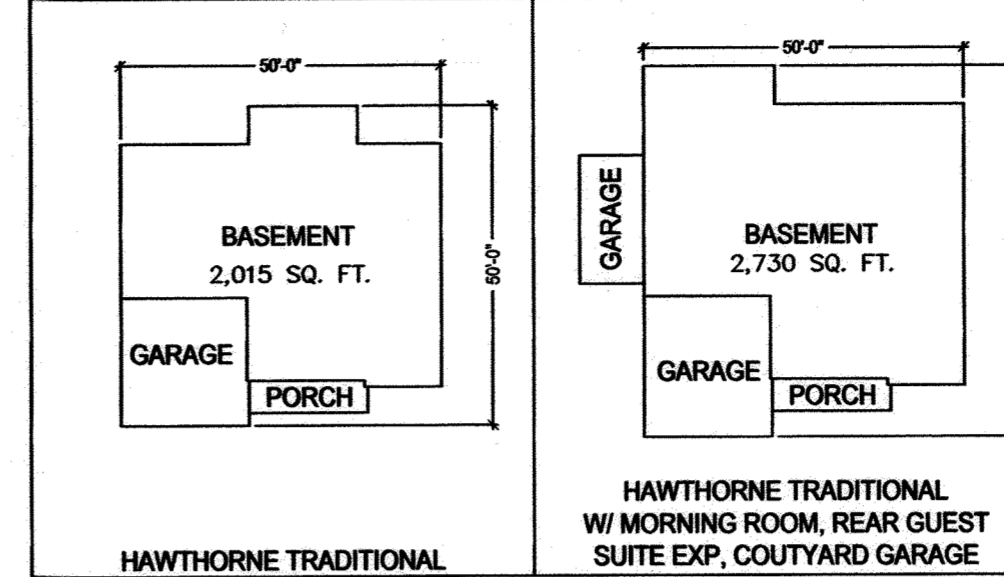 50'-0"
BASEMENT
2,015 SQ. FT.
50'-0"
GARAGE
PORCH
HAWTHORNE TRADITIONAL
50'-0"
GARAGE
BASEMENT
2,730 SQ. FT.
GARAGE
PORCH
HAWTHORNE TRADITIONAL
W/ MORNING ROOM, REAR GUEST
SUITE EXP, COUTYARD GARAGE